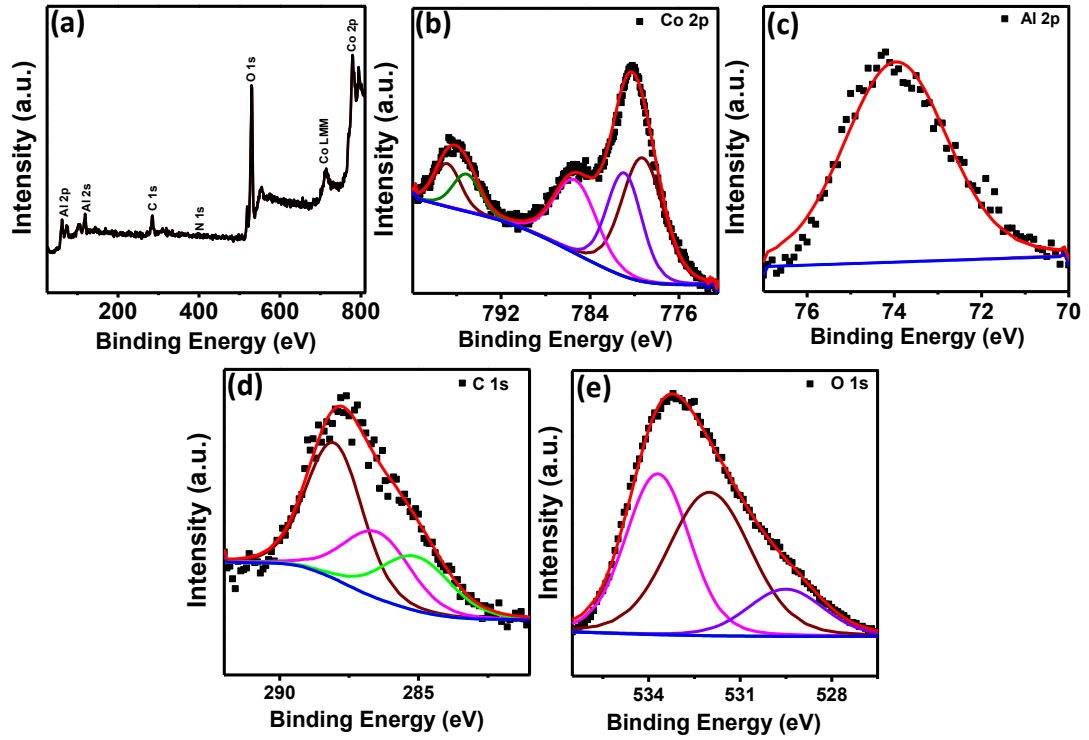 (a)
Al 2p
Al 2s
C 1s
N 1s
O 1s
Co LMM
Co 2p
Intensity (a.u.)
200 400 600 800
Binding Energy (eV)
(b)
Co 2p
Intensity (a.u.)
792 784 776
Binding Energy (eV)
(c)
Al 2p
Intensity (a.u.)
76 74 72 70
Binding Energy (eV)
(d)
C 1s
Intensity (a.u.)
290 285
Binding Energy (eV)
(e)
O 1s
Intensity (a.u.)
534 531 528
Binding Energy (eV)